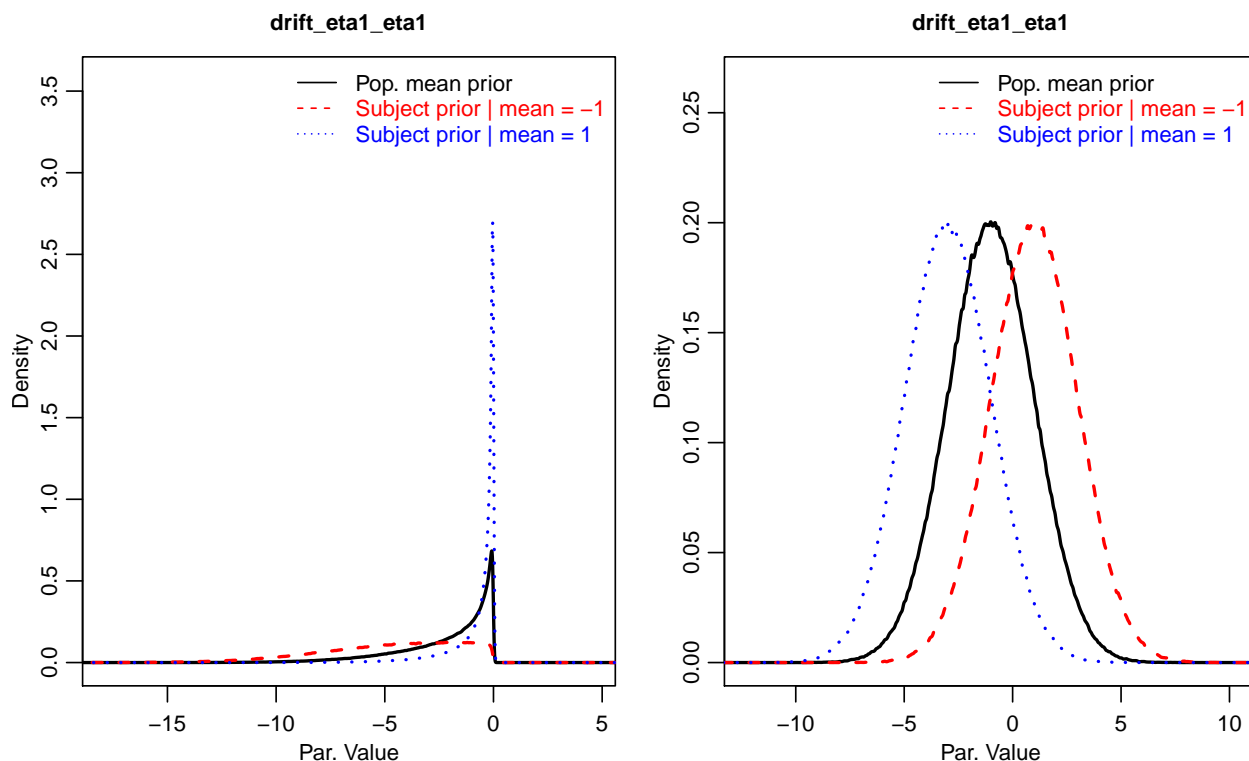 drift_eta1_eta1
Pop. mean prior
Subject prior | mean = −1
Subject prior | mean = 1
Density
3.5
3.0
2.5
2.0
1.5
1.0
0.5
0.0
−15 −10 −5 0 5
Par. Value
drift_eta1_eta1
Pop. mean prior
Subject prior | mean = −1
Subject prior | mean = 1
Density
0.25
0.20
0.15
0.10
0.05
0.00
−10 −5 0 5 10
Par. Value